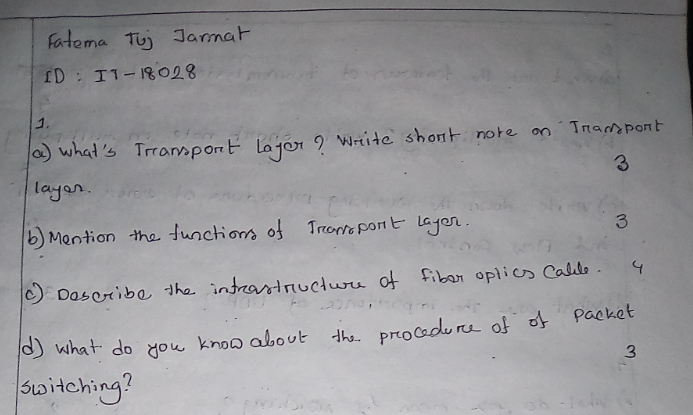 Fatema Tuj Jannat
ID : IT-18028
1.
a) What's Transport Layer? Write short note on Transport
3
layer.
b) Mention the functions of Transport Layer. 3
c) Describe the infrastructure of fiber optics Cable. 4
d) What do you know about the procedure of of Packet
3
switching?